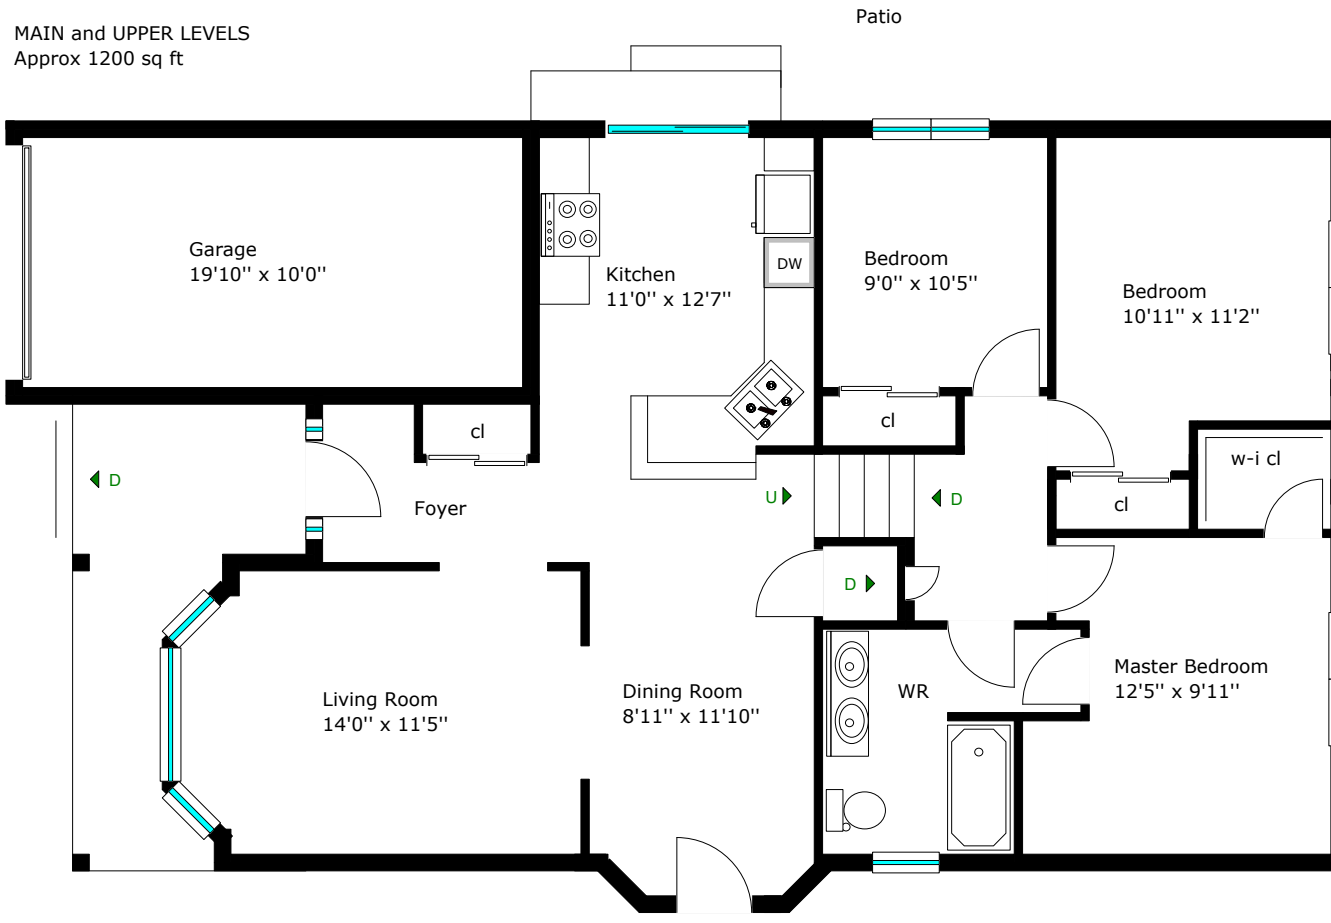 Patio
MAIN and UPPER LEVELS
Approx 1200 sq ft
Garage
19'10'' x 10'0''
Kitchen
11'0'' x 12'7''
DW
Bedroom
9'0'' x 10'5''
Bedroom
10'11'' x 11'2''
cl
cl
w-i cl
cl
D
Foyer
U
D
D
Living Room
14'0'' x 11'5''
Dining Room
8'11'' x 11'10''
WR
Master Bedroom
12'5'' x 9'11''